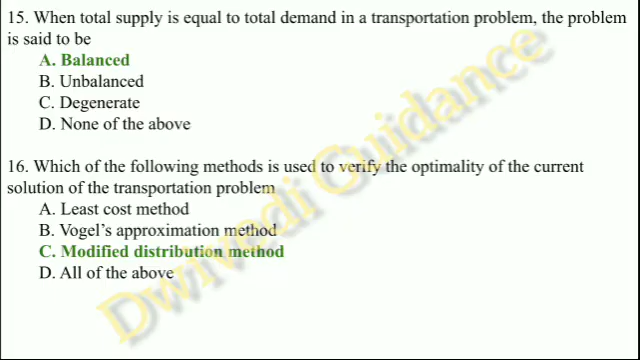 15. When total supply is equal to total demand in a transportation problem, the problem
is said to be
A. Balanced
B. Unbalanced
C. Degenerate
D. None of the above
16. Which of the following methods is used to verify the optimality of the current
solution of the transportation problem
A. Least cost method
B. Vogel's approximation method
C. Modified distribution method
D. All of the above
Dwivedi Guidance